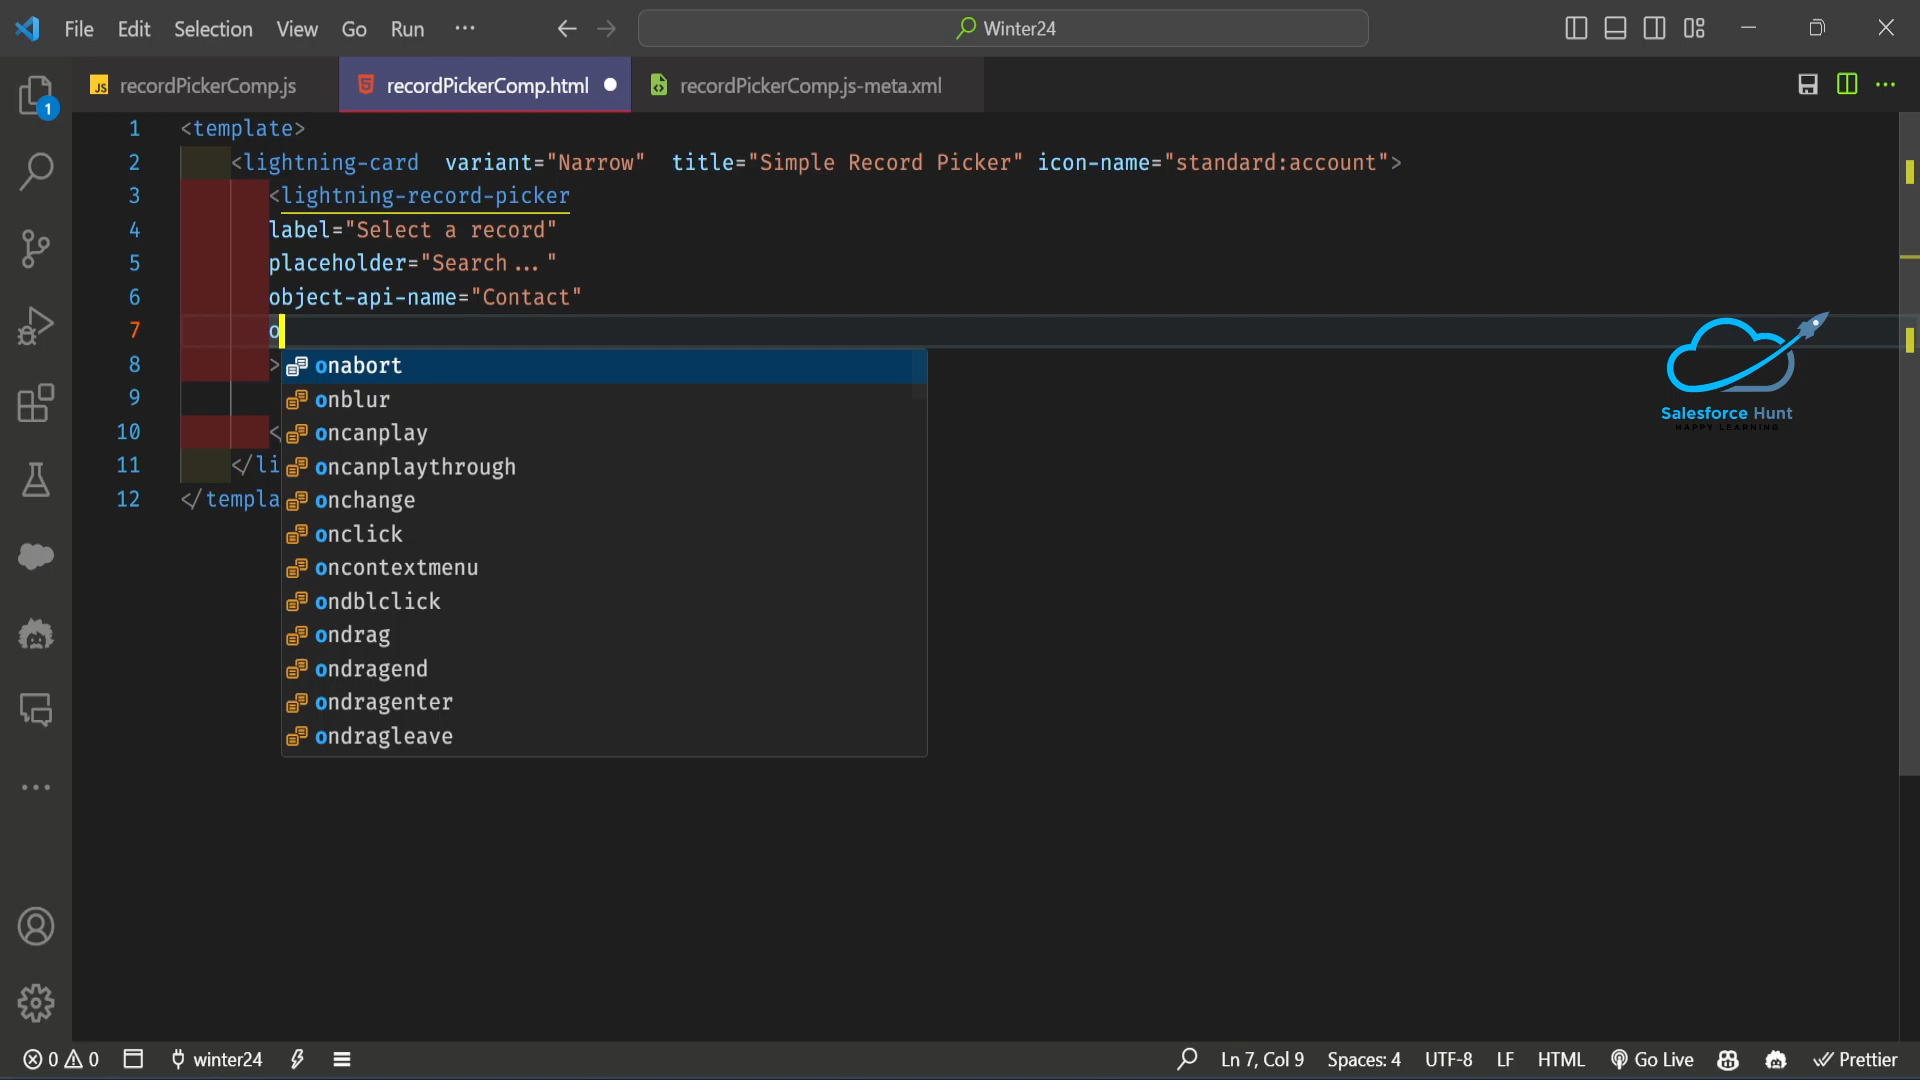 File Edit Selection View Go Run ··· Winter24
JS recordPickerComp.js recordPickerComp.html recordPickerComp.js-meta.xml
1
1 <template>
2 <lightning-card variant="Narrow" title="Simple Record Picker" icon-name="standard:account">
3 <lightning-record-picker
4 label="Select a record"
5 placeholder="Search..."
6 object-api-name="Contact"
7 o
8 >
9
10 <
11 </li
12 </templa
onabort
onblur
oncanplay
oncanplaythrough
onchange
onclick
oncontextmenu
ondblclick
ondrag
ondragend
ondragenter
ondragleave
Salesforce Hunt
HAPPY LEARNING
0 0 winter24 Ln 7, Col 9 Spaces: 4 UTF-8 LF HTML Go Live Prettier